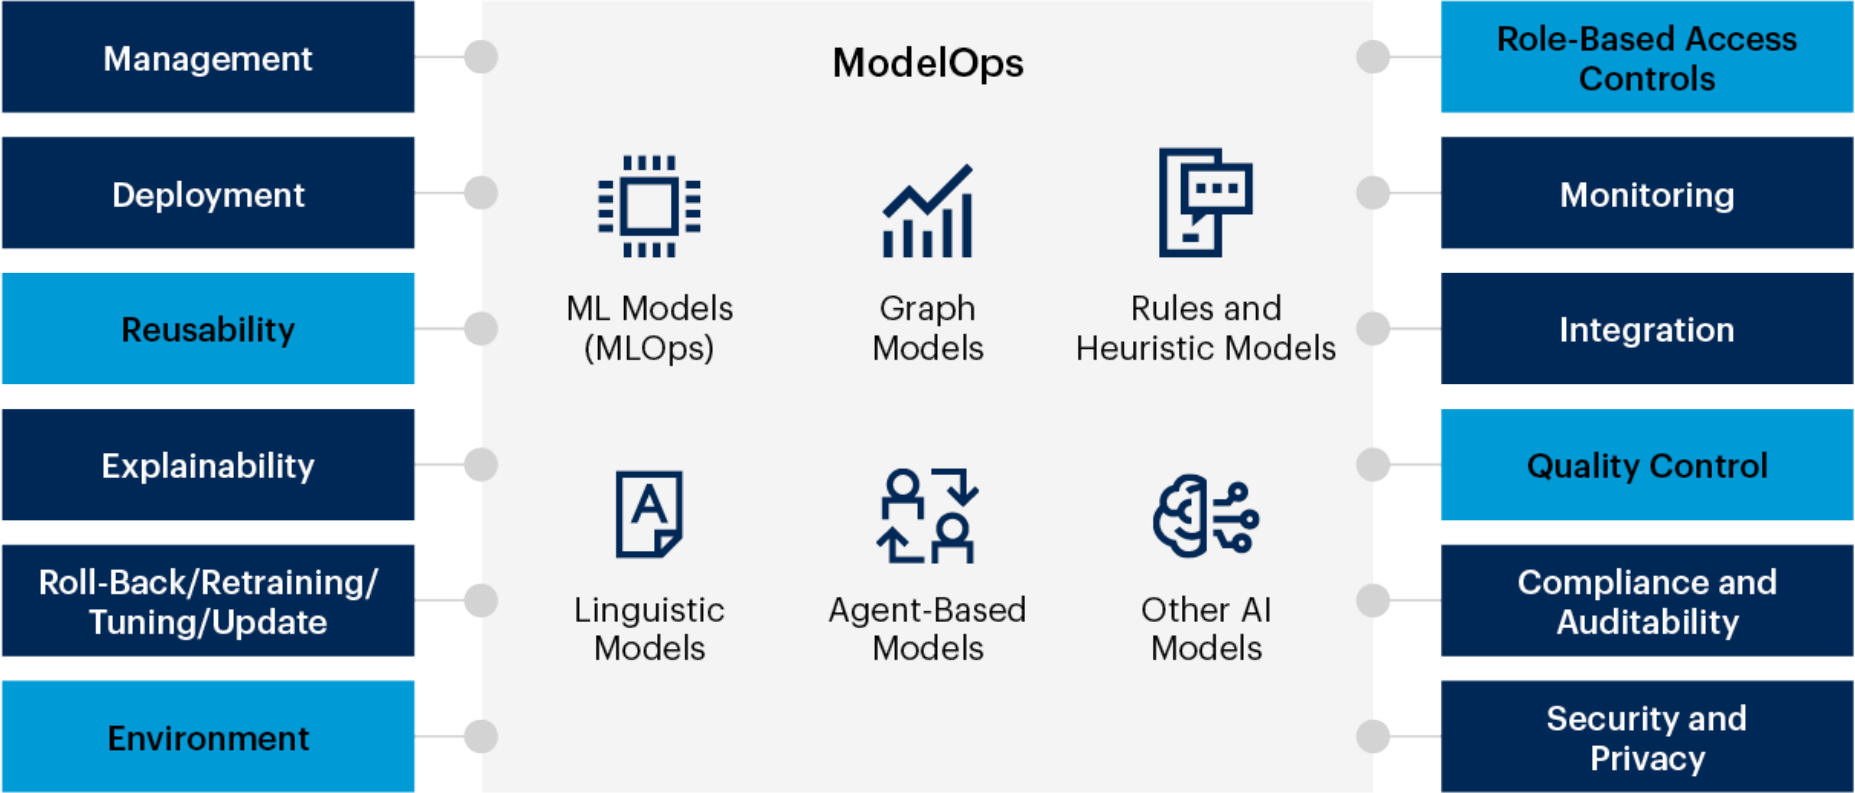 Management
Deployment
Reusability
Explainability
Roll-Back/Retraining/
Tuning/Update
Environment
ModelOps
ML Models
(MLOps)
Graph
Models
Rules and
Heuristic Models
A
Linguistic
Models
Agent-Based
Models
Other AI
Models
Role-Based Access
Controls
Monitoring
Integration
Quality Control
Compliance and
Auditability
Security and
Privacy